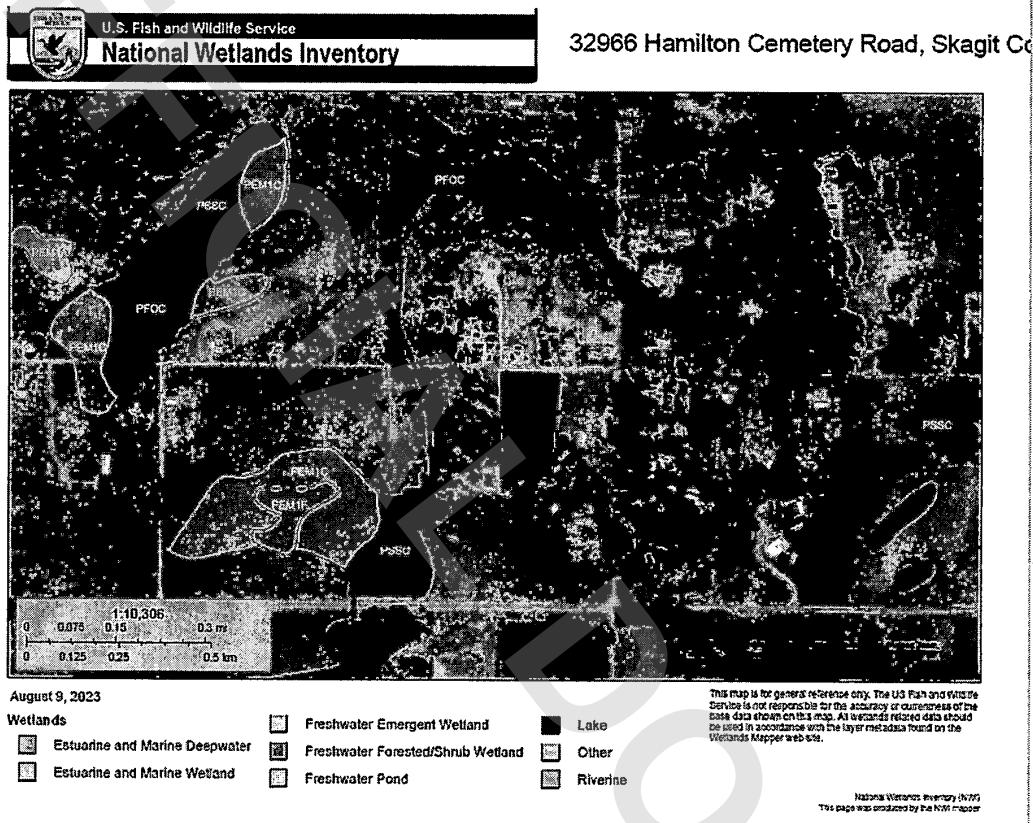 U.S. Fish and Wildlife Service
National Wetlands Inventory
32966 Hamilton Cemetery Road, Skagit Co
PEM1C
PFOC
PFOC
PEM1C
PEM1F
PSSC
PSSC
1:10,306
0 0.075 0.15 0.3 mi
0 0.125 0.25 0.5 km
August 9, 2023
Wetlands
Estuarine and Marine Deepwater
Estuarine and Marine Wetland
Freshwater Emergent Wetland
Freshwater Forested/Shrub Wetland
Freshwater Pond
Lake
Other
Riverine
This map is for general reference only. The US Fish and Wildlife
Service is not responsible for the accuracy or currentness of the
base data shown on this map. All wetlands related data should
be used in accordance with the layer metadata found on the
Wetlands Mapper web site.
National Wetlands Inventory (NWI)
This page was produced by the NWI mapper